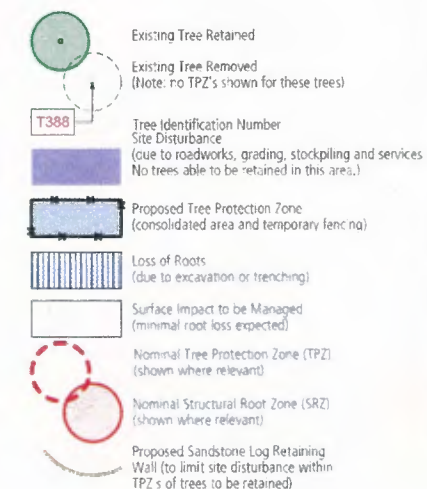 Existing Tree Retained
Existing Tree Removed
(Note: no TPZ's shown for these trees)
T388
Tree Identification Number
Site Disturbance
(due to roadworks, grading, stockpiling and services
No trees able to be retained in this area.)
Proposed Tree Protection Zone
(consolidated area and temporary fencing)
Loss of Roots
(due to excavation or trenching)
Surface Impact to be Managed
(minimal root loss expected)
Nominal Tree Protection Zone (TPZ)
(shown where relevant)
Nominal Structural Root Zone (SRZ)
(shown where relevant)
Proposed Sandstone Log Retaining
Wall (to limit site disturbance within
TPZ s of trees to be retained)